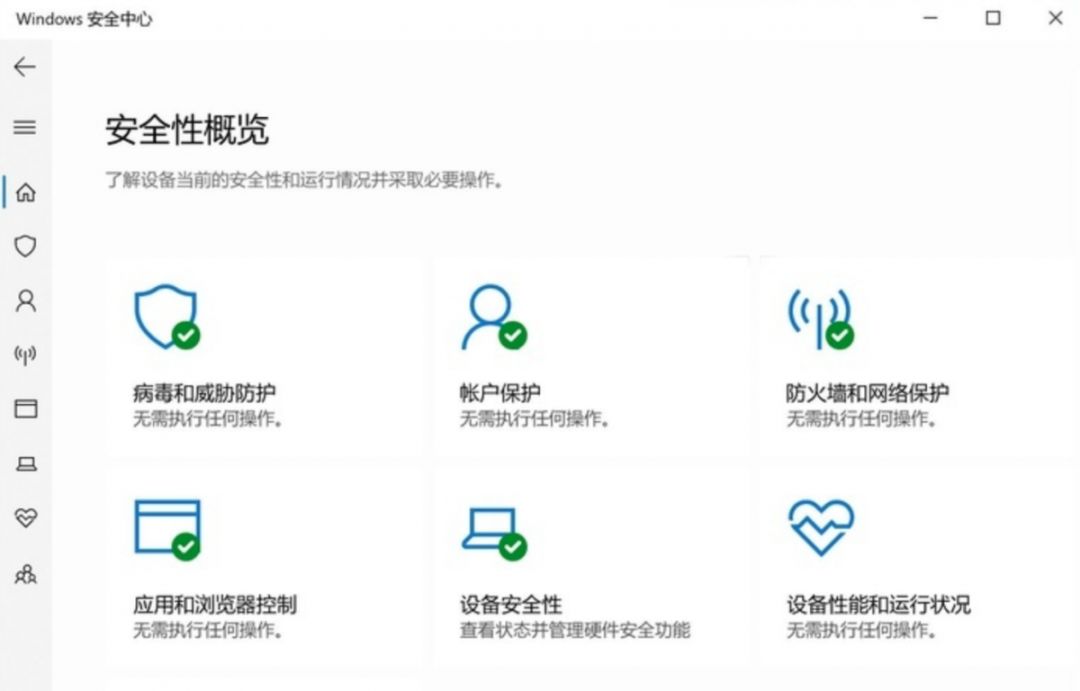 Windows 安全中心
安全性概览
了解设备当前的安全性和运行情况并采取必要操作。
病毒和威胁防护
无需执行任何操作。
帐户保护
无需执行任何操作。
防火墙和网络保护
无需执行任何操作。
应用和浏览器控制
无需执行任何操作。
设备安全性
查看状态并管理硬件安全功能
设备性能和运行状况
无需执行任何操作。